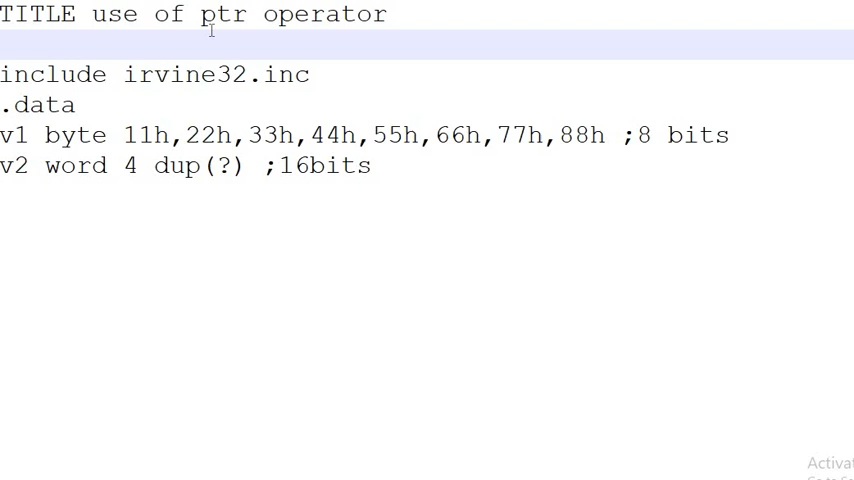 TITLE use of ptr operator
include irvine32.inc
.data
v1 byte 11h,22h,33h,44h,55h,66h,77h,88h ;8 bits
v2 word 4 dup(?) ;16bits
Activat